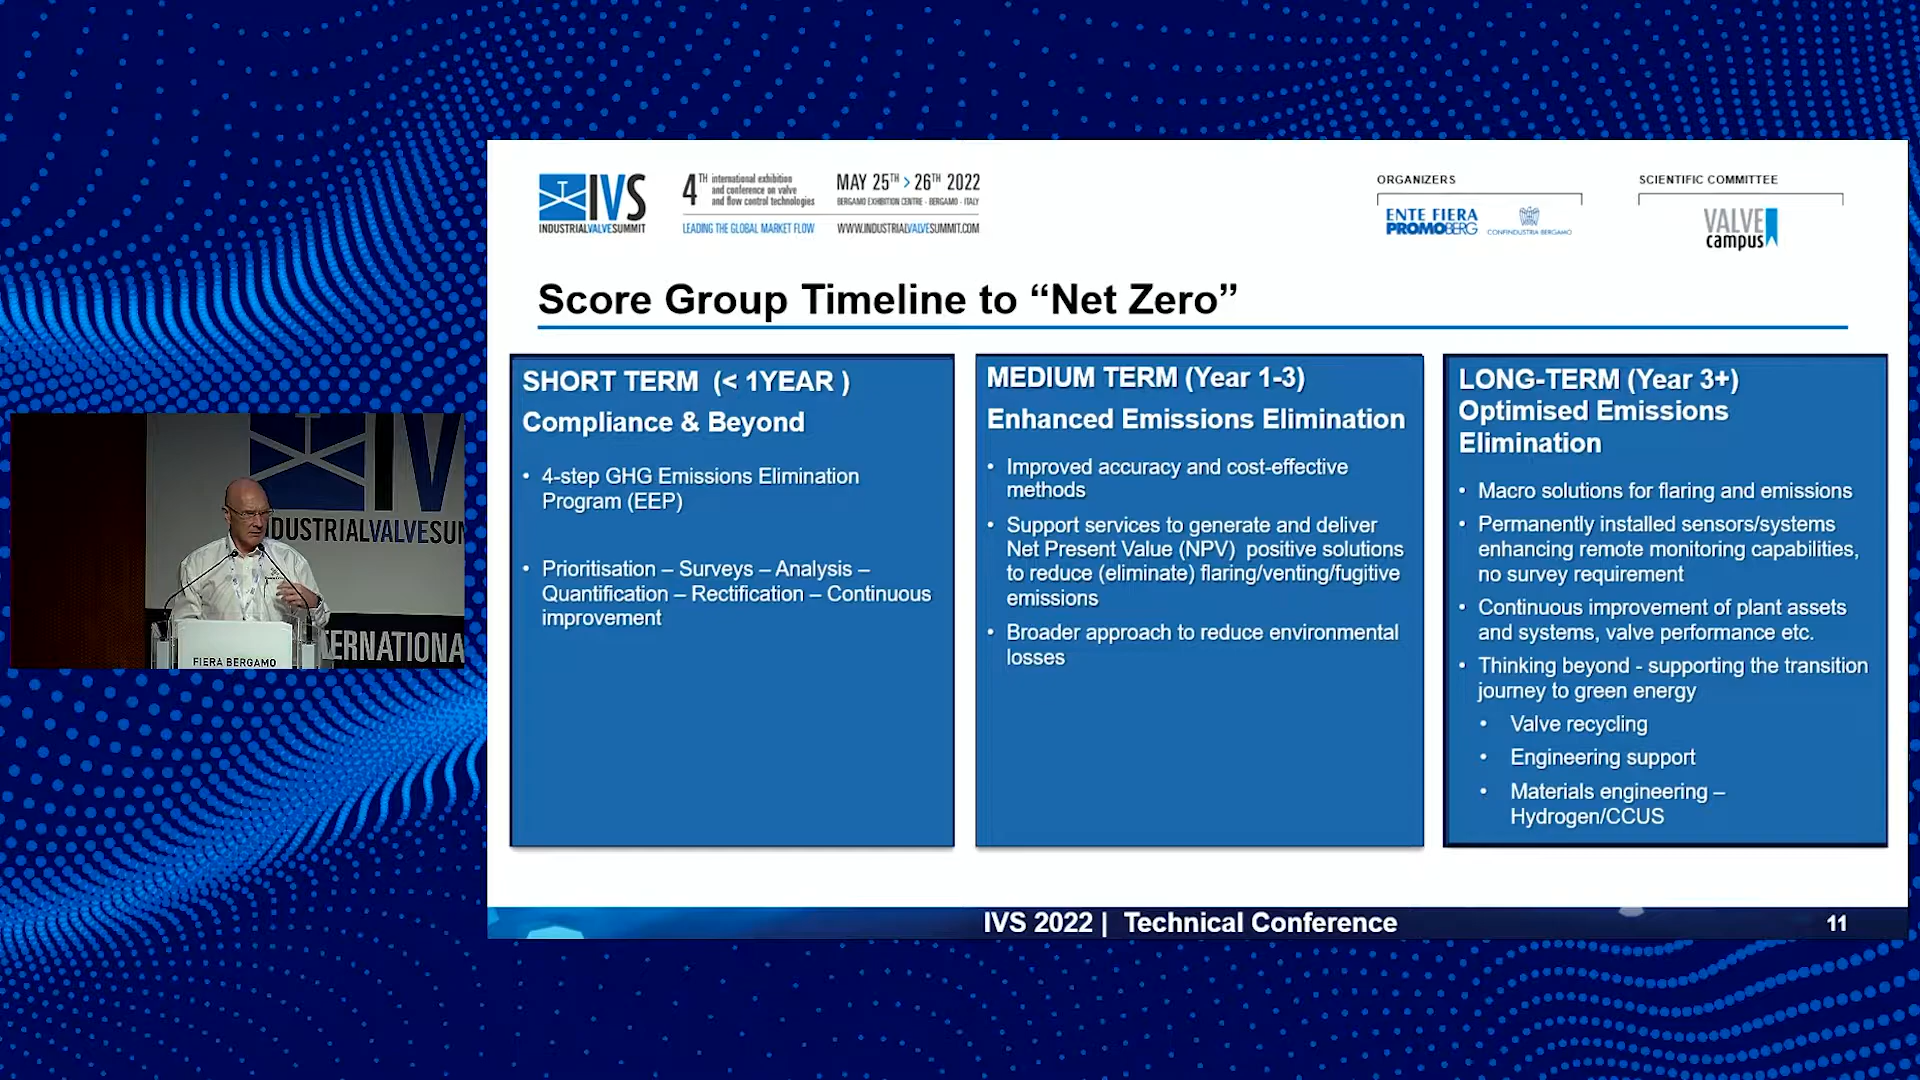 IVS
INDUSTRIALVALVESUMMIT
4TH international exhibition
and conference on valve
and flow control technologies
LEADING THE GLOBAL MARKET FLOW
MAY 25TH > 26TH 2022
BERGAMO EXHIBITION CENTRE - BERGAMO - ITALY
WWW.INDUSTRIALVALVESUMMIT.COM
ORGANIZERS
ENTE FIERA
PROMOBERG
CONFINDUSTRIA BERGAMO
SCIENTIFIC COMMITTEE
VALVE
campus
Score Group Timeline to “Net Zero”
SHORT TERM (< 1YEAR )
Compliance & Beyond
• 4-step GHG Emissions Elimination
Program (EEP)
• Prioritisation – Surveys – Analysis –
Quantification – Rectification – Continuous
improvement
MEDIUM TERM (Year 1-3)
Enhanced Emissions Elimination
• Improved accuracy and cost-effective
methods
• Support services to generate and deliver
Net Present Value (NPV) positive solutions
to reduce (eliminate) flaring/venting/fugitive
emissions
• Broader approach to reduce environmental
losses
LONG-TERM (Year 3+)
Optimised Emissions
Elimination
• Macro solutions for flaring and emissions
• Permanently installed sensors/systems
enhancing remote monitoring capabilities,
no survey requirement
• Continuous improvement of plant assets
and systems, valve performance etc.
• Thinking beyond - supporting the transition
journey to green energy
• Valve recycling
• Engineering support
• Materials engineering –
Hydrogen/CCUS
IVS 2022 | Technical Conference
11
IV
NDUSTRIALVALVESUM
TERNATIONA
FIERA BERGAMO